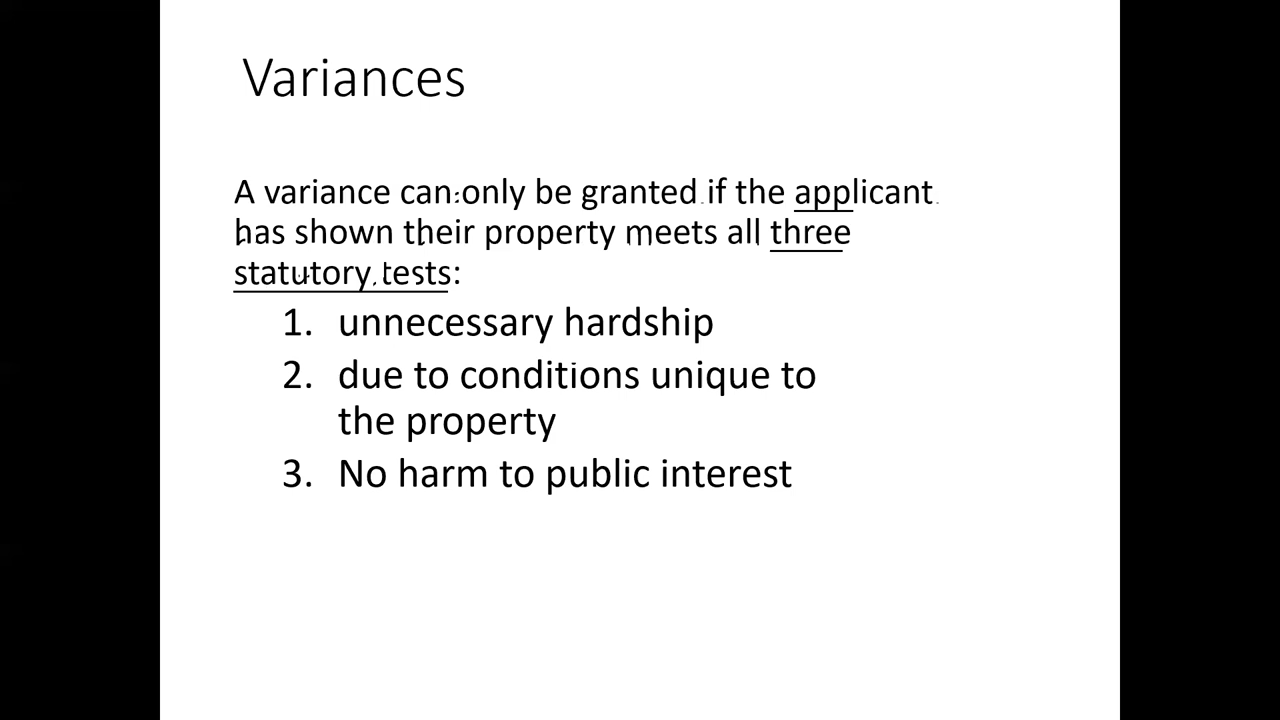 Variances
A variance can only be granted if the applicant
has shown their property meets all three
statutory tests:
1. unnecessary hardship
2. due to conditions unique to
the property
3. No harm to public interest